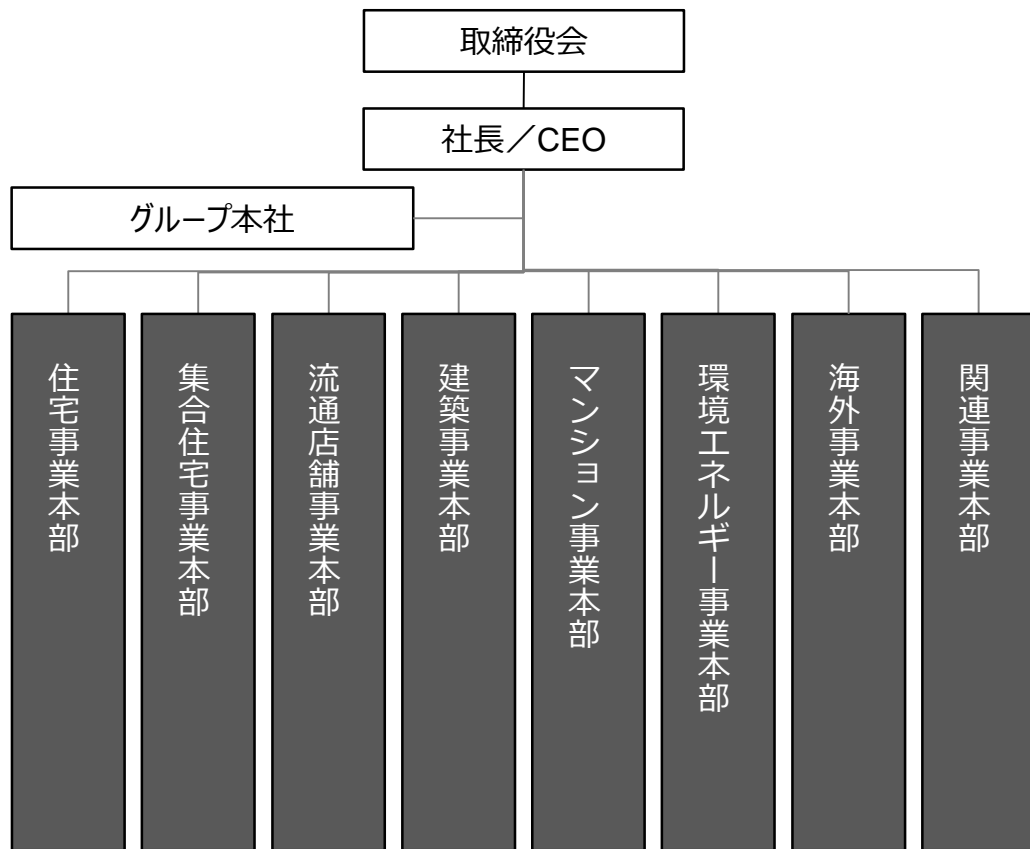 取締役会
社長／CEO
グループ本社
住宅事業本部
集合住宅事業本部
流通店舗事業本部
建築事業本部
マンション事業本部
環境エネルギー事業本部
海外事業本部
関連事業本部